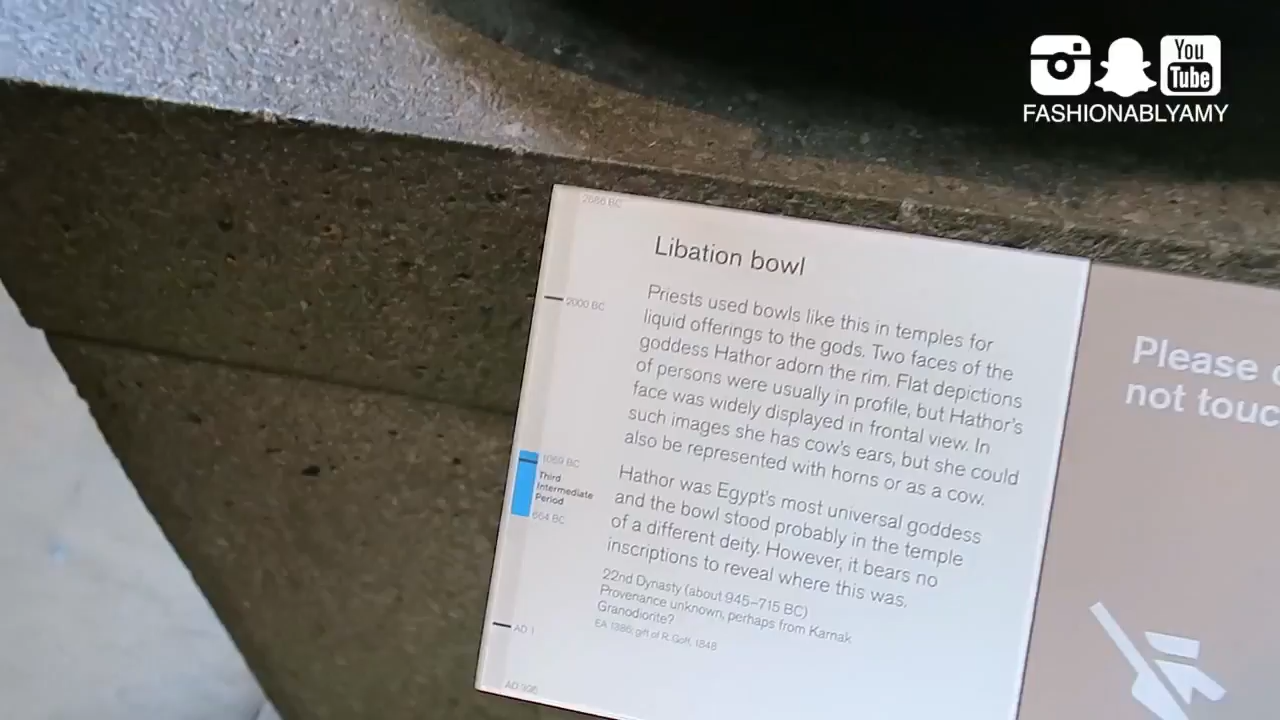 You
Tube
FASHIONABLYAMY
2686 BC
2000 BC
1069 BC
Third
Intermediate
Period
664 BC
AD 1
Libation bowl
Priests used bowls like this in temples for
liquid offerings to the gods. Two faces of the
goddess Hathor adorn the rim. Flat depictions
of persons were usually in profile, but Hathor's
face was widely displayed in frontal view. In
such images she has cow's ears, but she could
also be represented with horns or as a cow.
Hathor was Egypt's most universal goddess
and the bowl stood probably in the temple
of a different deity. However, it bears no
inscriptions to reveal where this was.
22nd Dynasty (about 945–715 BC)
Provenance unknown, perhaps from Karnak
Granodiorite?
EA 1386; gift of R. Goff, 1848
Please
not touc